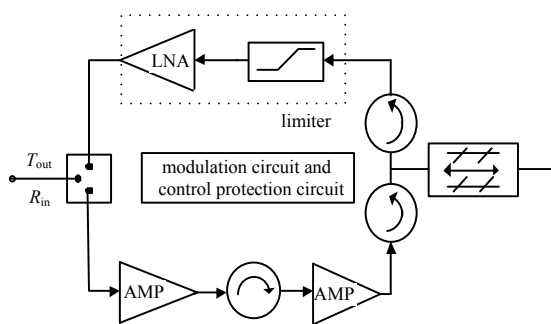 LNA
limiter
T_out
R_in
modulation circuit and
control protection circuit
AMP
AMP